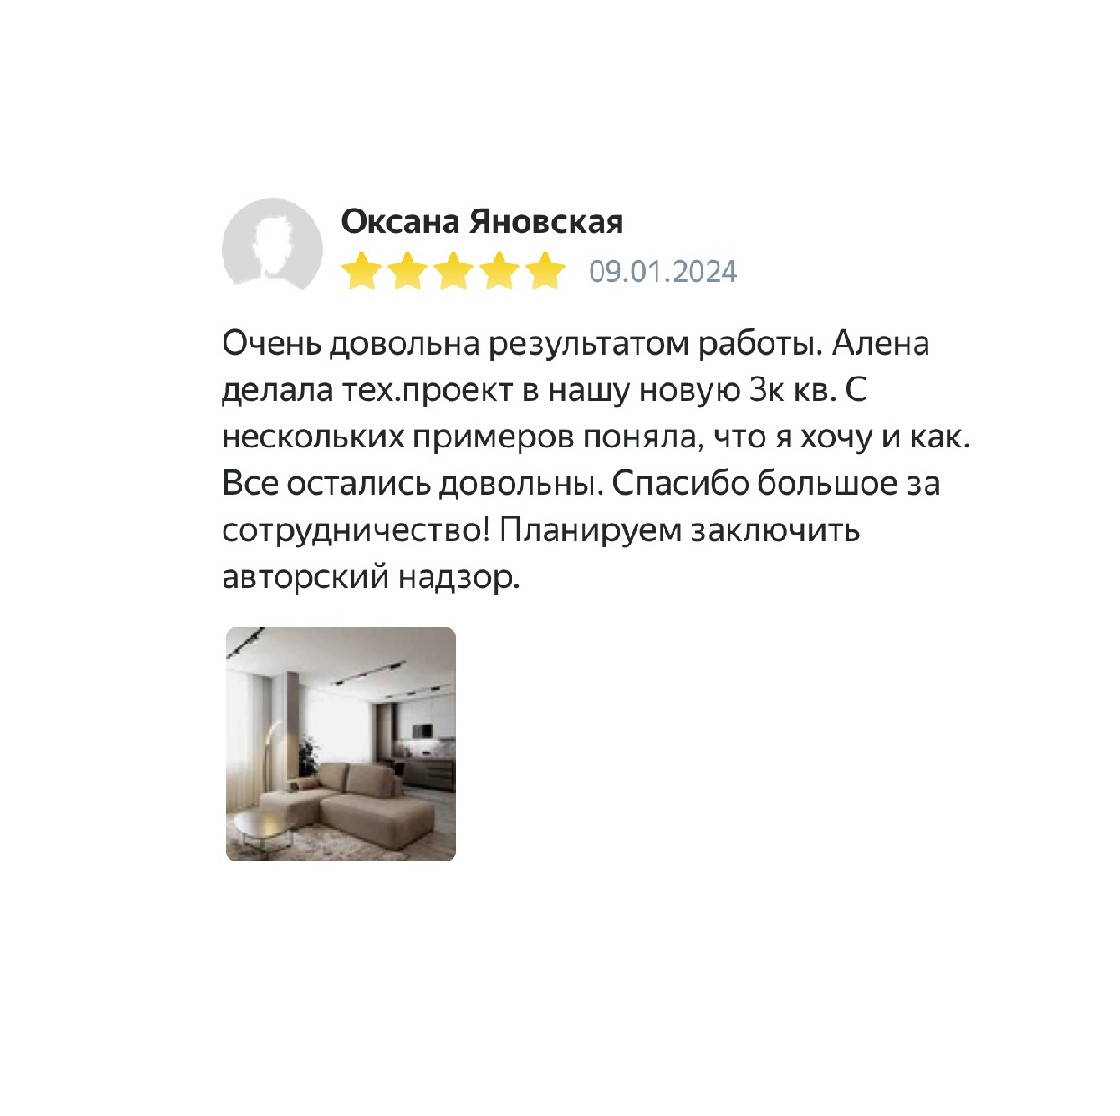 Оксана Яновская
09.01.2024
Очень довольна результатом работы. Алена
делала тех.проект в нашу новую 3к кв. С
нескольких примеров поняла, что я хочу и как.
Все остались довольны. Спасибо большое за
сотрудничество! Планируем заключить
авторский надзор.